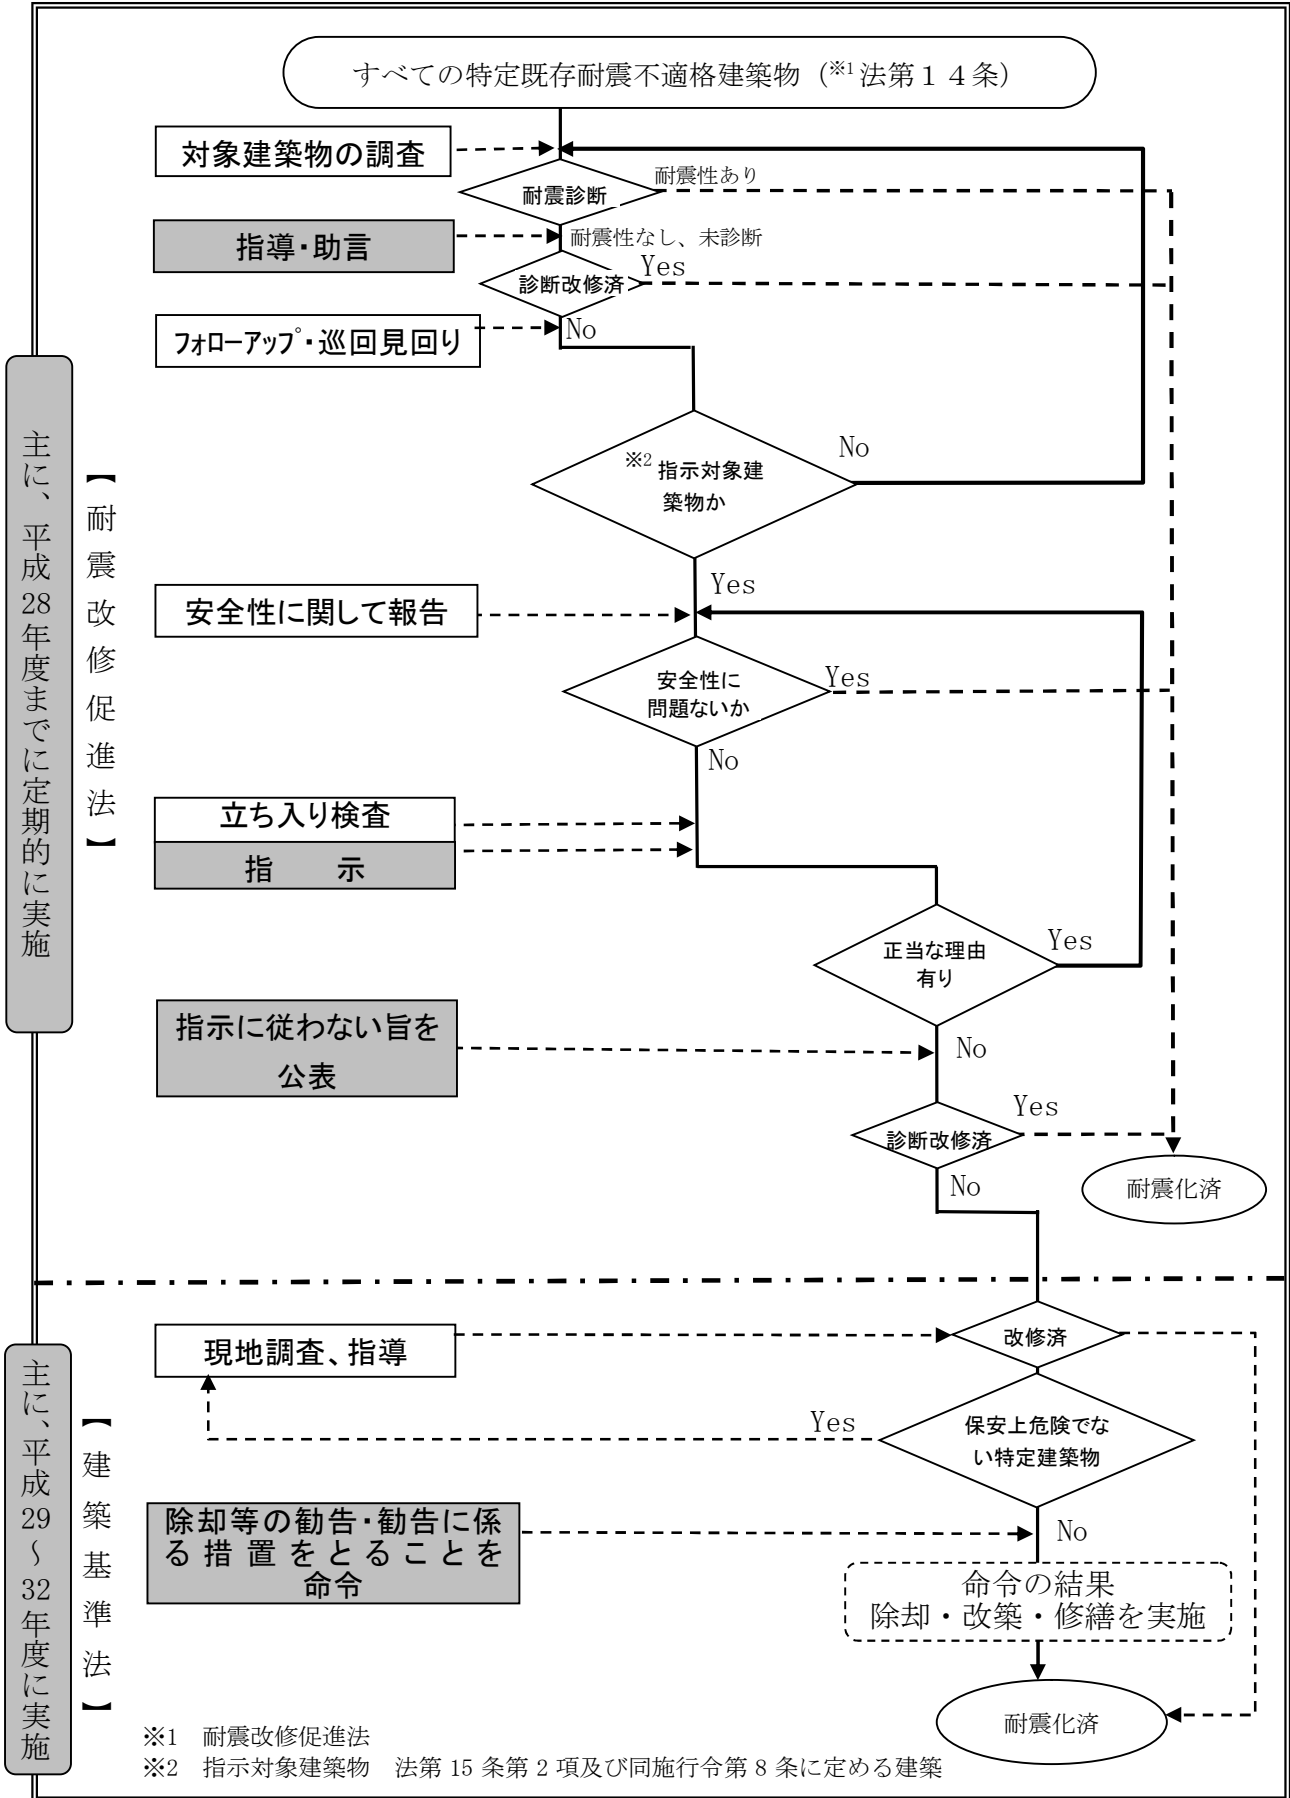 すべての特定既存耐震不適格建築物（※1法第１４条）
対象建築物の調査
耐震診断
耐震性あり
指導・助言
耐震性なし、未診断
診断改修済
Yes
フォローアップ・巡回見回り
No
※2 指示対象建
築物か
No
Yes
安全性に関して報告
安全性に
問題ないか
Yes
No
立ち入り検査
指　示
正当な理由
有り
Yes
指示に従わない旨を
公表
No
診断改修済
Yes
No
耐震化済
主に、平成28年度までに定期的に実施
【耐震改修促進法】
現地調査、指導
改修済
保安上危険でな
い特定建築物
Yes
No
除却等の勧告・勧告に係
る措置をとることを
命令
命令の結果
除却・改築・修繕を実施
耐震化済
主に、平成29～32年度に実施
【建築基準法】
※1　耐震改修促進法
※2　指示対象建築物　法第 15 条第 2 項及び同施行令第 8 条に定める建築